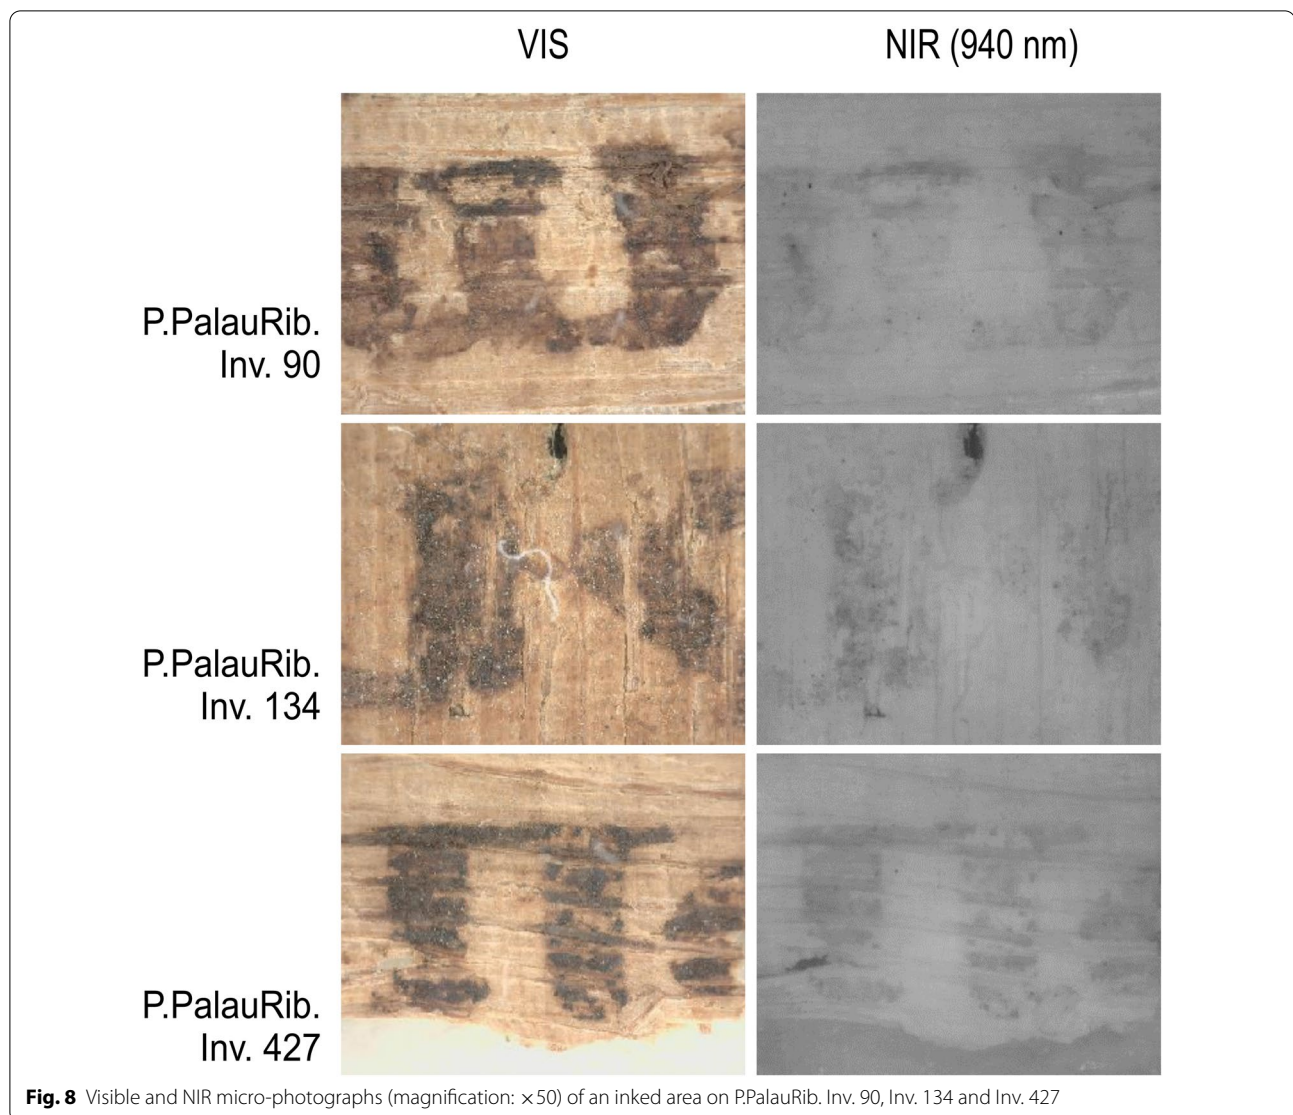 VIS
NIR (940 nm)
P.PalauRib.
Inv. 90
P.PalauRib.
Inv. 134
P.PalauRib.
Inv. 427
Fig. 8 Visible and NIR micro-photographs (magnification: ×50) of an inked area on P.PalauRib. Inv. 90, Inv. 134 and Inv. 427